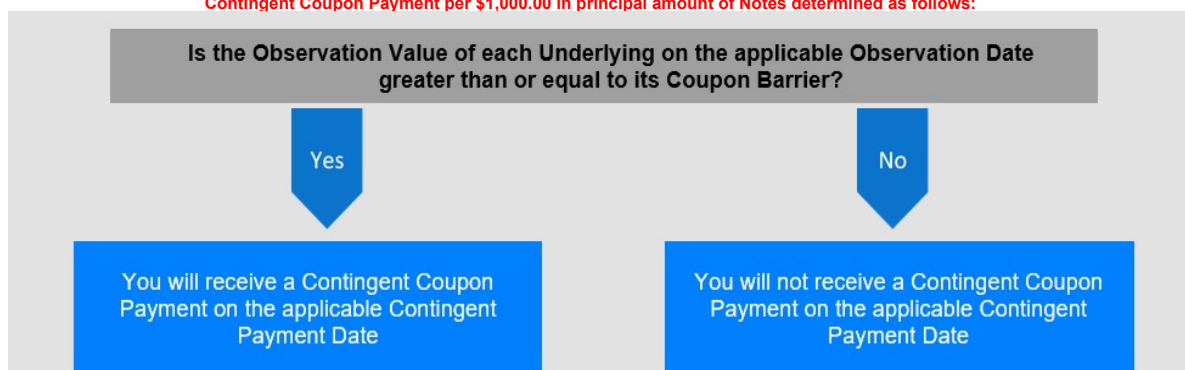 Contingent Coupon Payment per $1,000.00 in principal amount of Notes determined as follows:
Is the Observation Value of each Underlying on the applicable Observation Date
greater than or equal to its Coupon Barrier?
Yes
No
You will receive a Contingent Coupon
Payment on the applicable Contingent
Payment Date
You will not receive a Contingent Coupon
Payment on the applicable Contingent
Payment Date